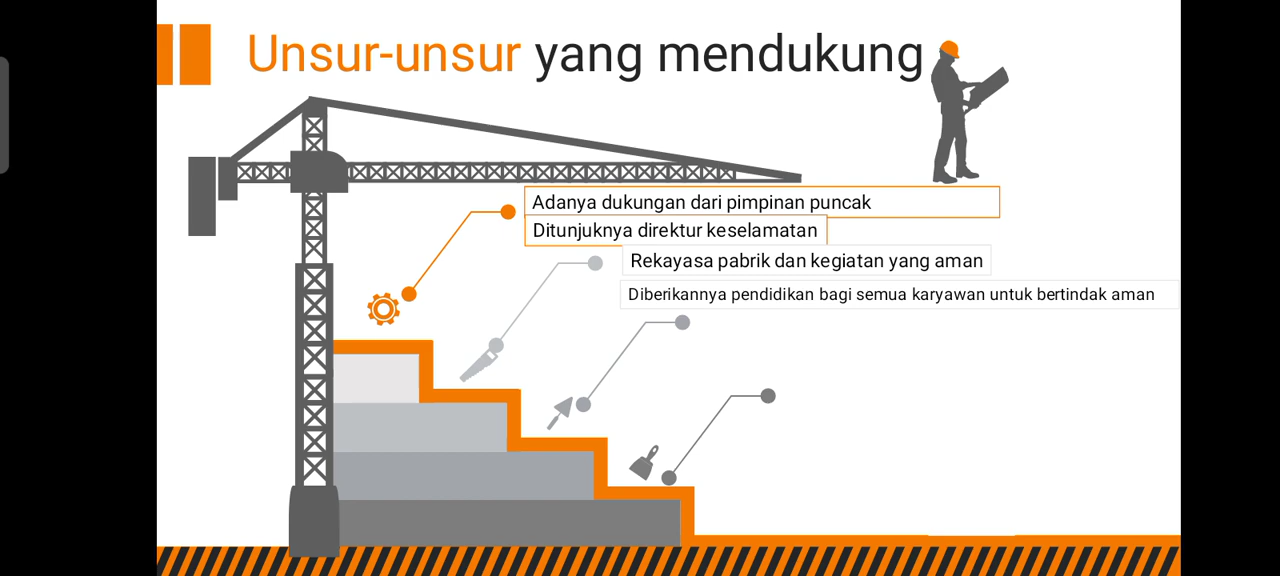 Unsur-unsur yang mendukung
Adanya dukungan dari pimpinan puncak
Ditunjuknya direktur keselamatan
Rekayasa pabrik dan kegiatan yang aman
Diberikannya pendidikan bagi semua karyawan untuk bertindak aman